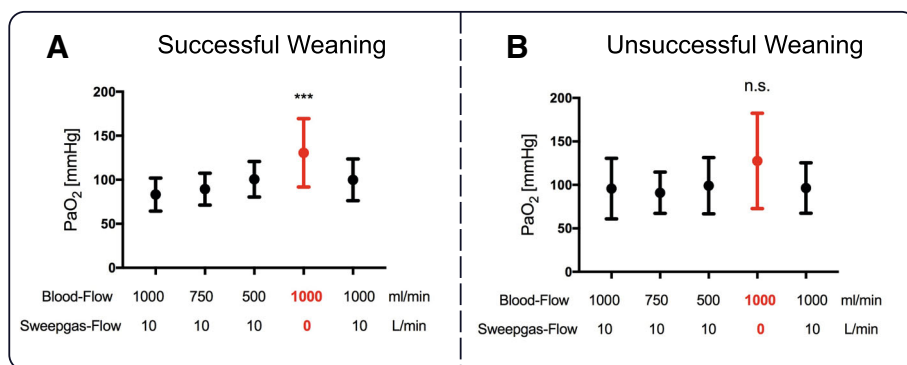 A Successful Weaning
***
PaO2 [mmHg]
200
150
100
50
0
Blood-Flow 1000 750 500 1000 1000 ml/min
Sweepgas-Flow 10 10 10 0 10 L/min
B Unsuccessful Weaning
n.s.
PaO2 [mmHg]
200
150
100
50
0
Blood-Flow 1000 750 500 1000 1000 ml/min
Sweepgas-Flow 10 10 10 0 10 L/min